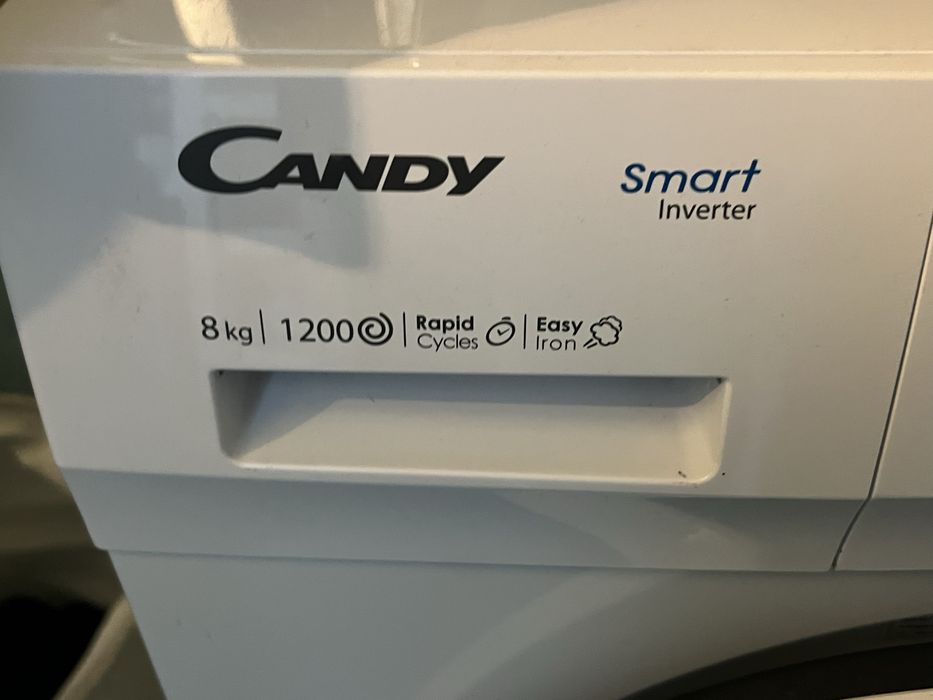 CANDY
Smart
Inverter
8kg 1200 Rapid Cycles Easy Iron